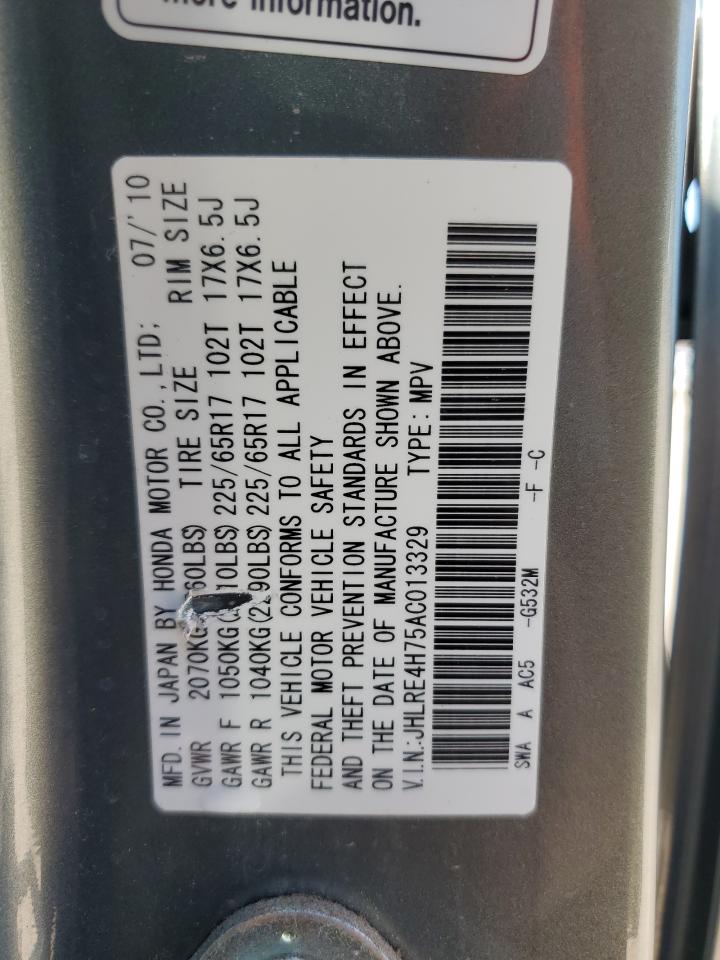 more information.
MFD. IN JAPAN BY HONDA MOTOR CO., LTD; 07/'10
GVWR 2070KG 60LBS) TIRE SIZE RIM SIZE
GAWR F 1050KG( 10LBS) 225/65R17 102T 17X6.5J
GAWR R 1040KG(2290LBS) 225/65R17 102T 17X6.5J
THIS VEHICLE CONFORMS TO ALL APPLICABLE
FEDERAL MOTOR VEHICLE SAFETY
AND THEFT PREVENTION STANDARDS IN EFFECT
ON THE DATE OF MANUFACTURE SHOWN ABOVE.
V.I.N.:JHLRE4H75AC013329 TYPE: MPV
SWA A AC5 -G532M -F -C